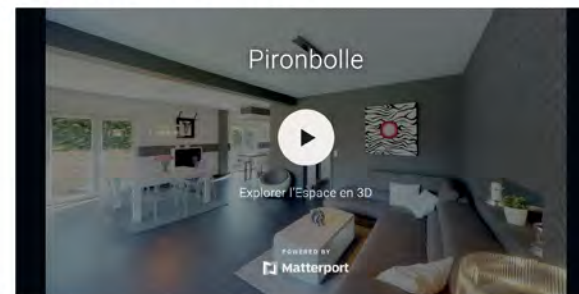 Pironbolle
Explorer l'Espace en 3D
POWERED BY
Matterport